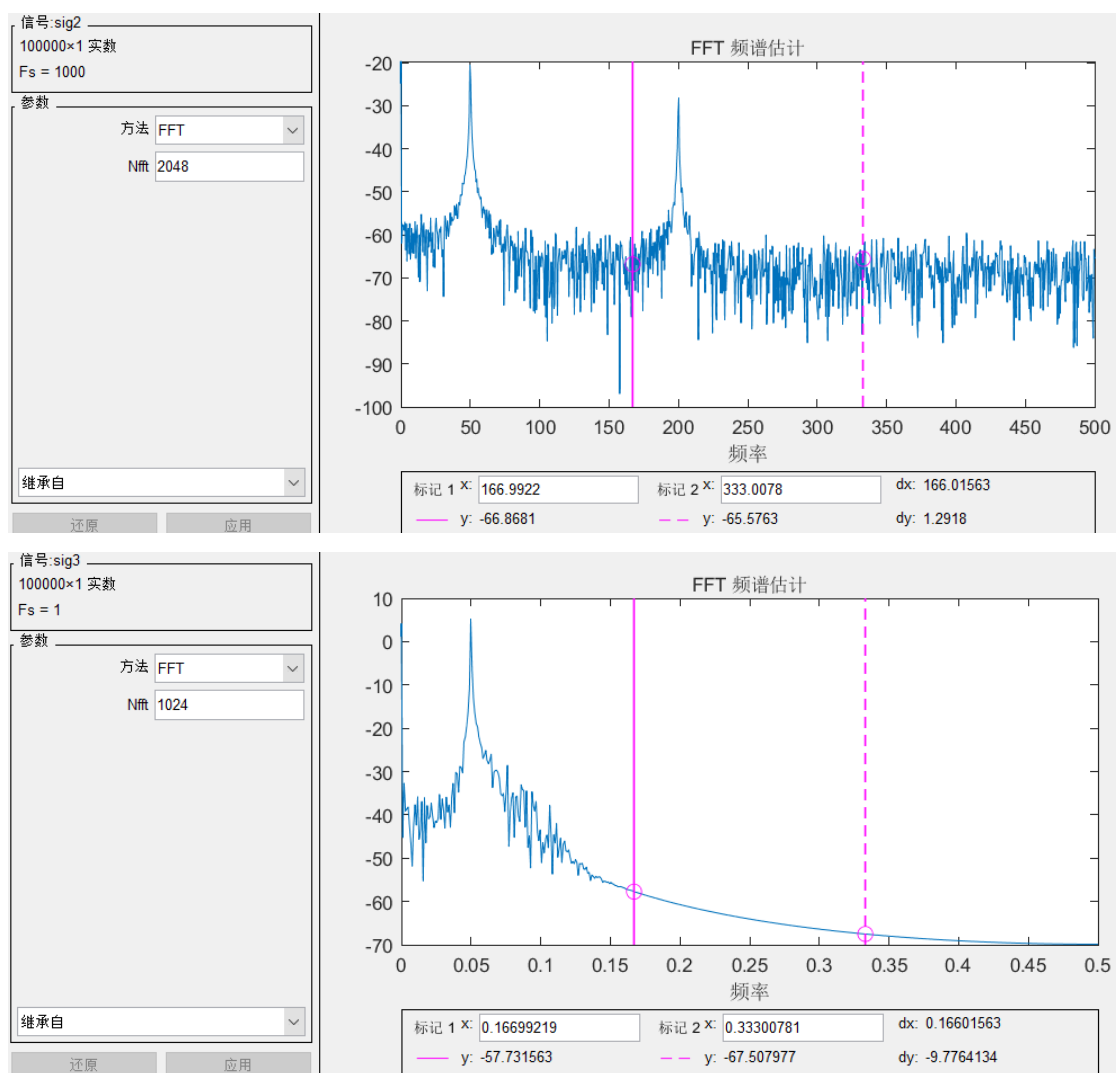 信号:sig2
100000×1 实数
Fs = 1000
参数
方法 FFT
Nfft 2048
继承自
还原 应用
FFT 频谱估计
-20
-30
-40
-50
-60
-70
-80
-90
-100
0 50 100 150 200 250 300 350 400 450 500
频率
标记 1 x: 166.9922 标记 2 x: 333.0078 dx: 166.01563
y: -66.8681 y: -65.5763 dy: 1.2918
信号:sig3
100000×1 实数
Fs = 1
参数
方法 FFT
Nfft 1024
继承自
还原 应用
FFT 频谱估计
10
0
-10
-20
-30
-40
-50
-60
-70
0 0.05 0.1 0.15 0.2 0.25 0.3 0.35 0.4 0.45 0.5
频率
标记 1 x: 0.16699219 标记 2 x: 0.33300781 dx: 0.16601563
y: -57.731563 y: -67.507977 dy: -9.7764134